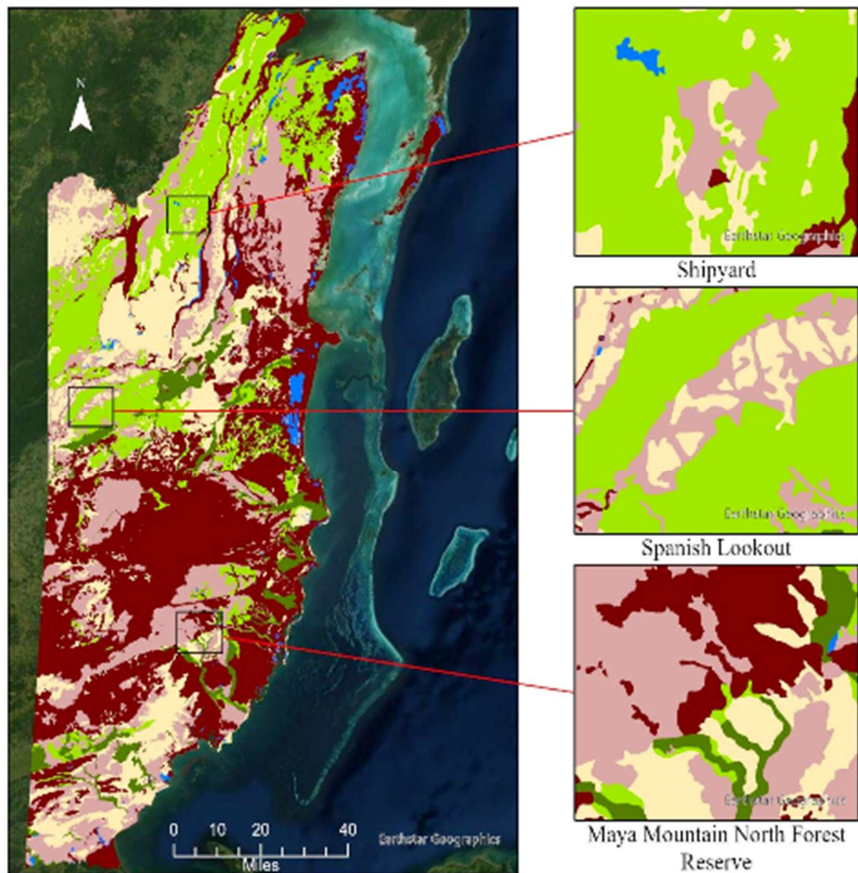 N
Earthstar Geographics
Shipyard
Earthstar Geographics
Spanish Lookout
Earthstar Geographics
Maya Mountain North Forest
Reserve
0 10 20 40
Miles
Earthstar Geographics